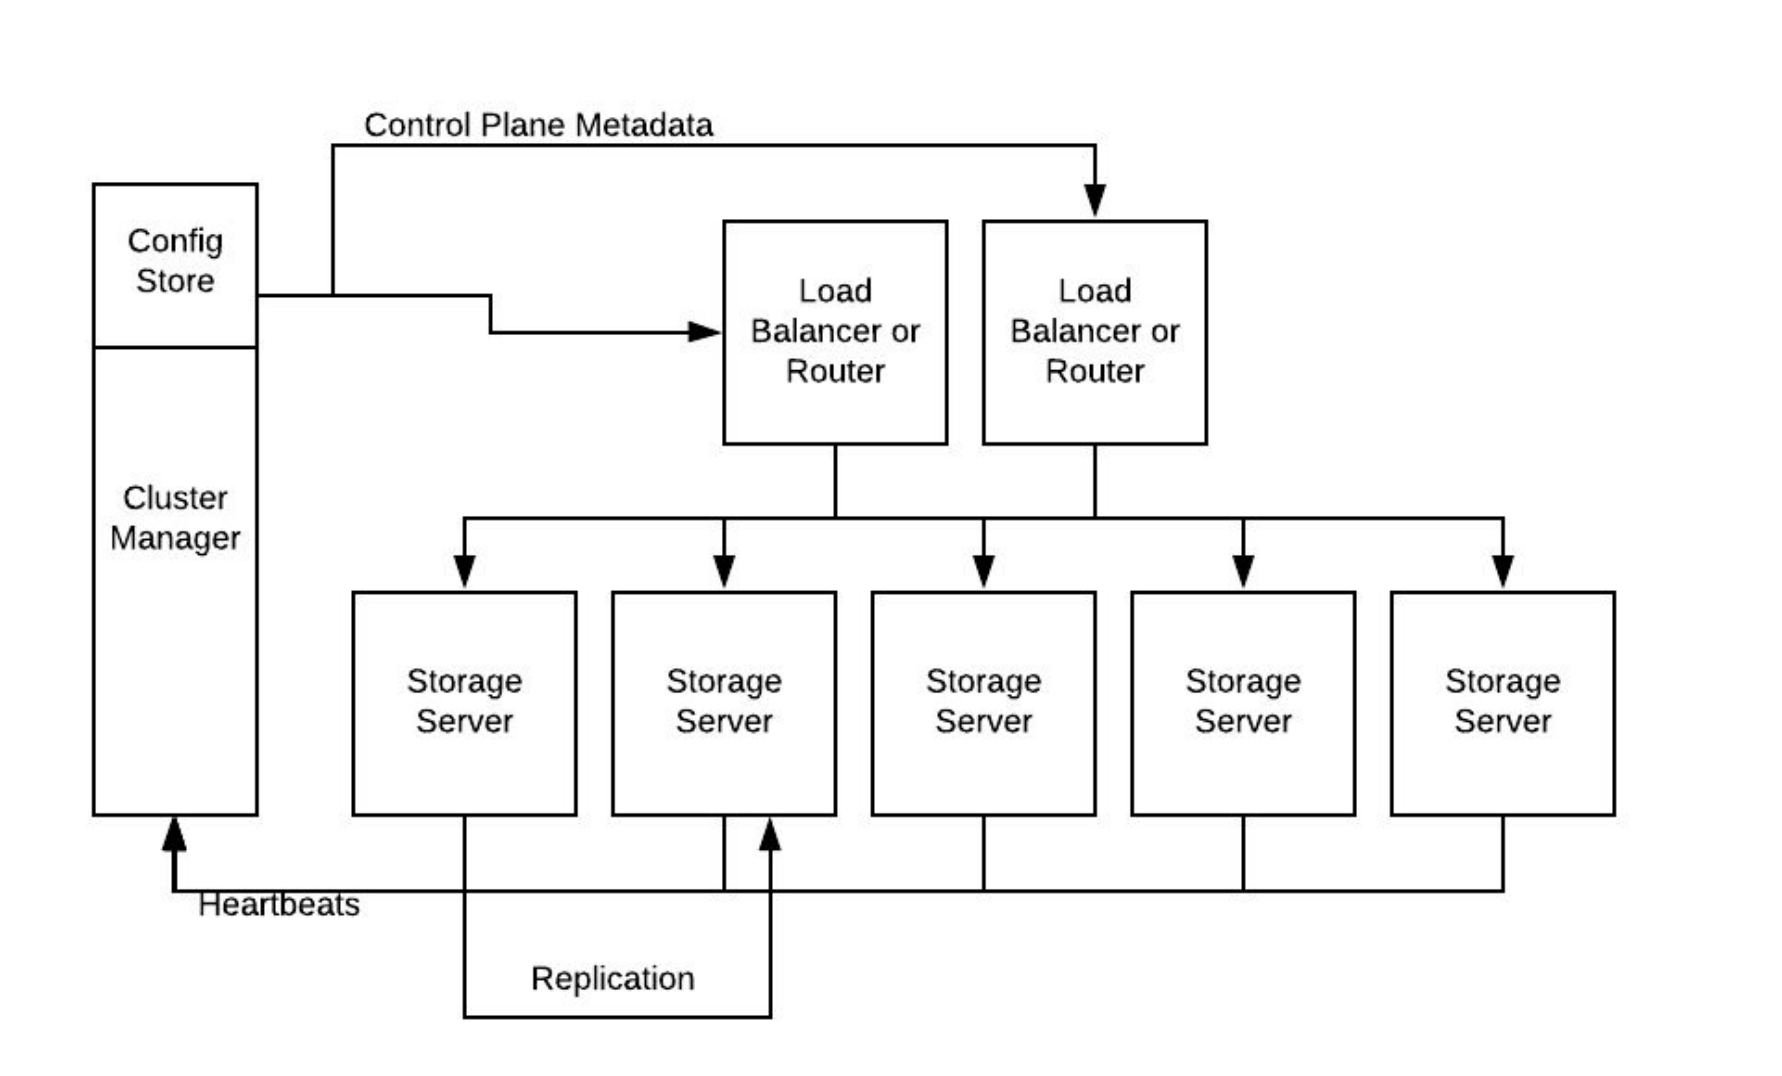 Control Plane Metadata
Config
Store
Load
Balancer or
Router
Load
Balancer or
Router
Cluster
Manager
Storage
Server
Storage
Server
Storage
Server
Storage
Server
Storage
Server
Heartbeats
Replication